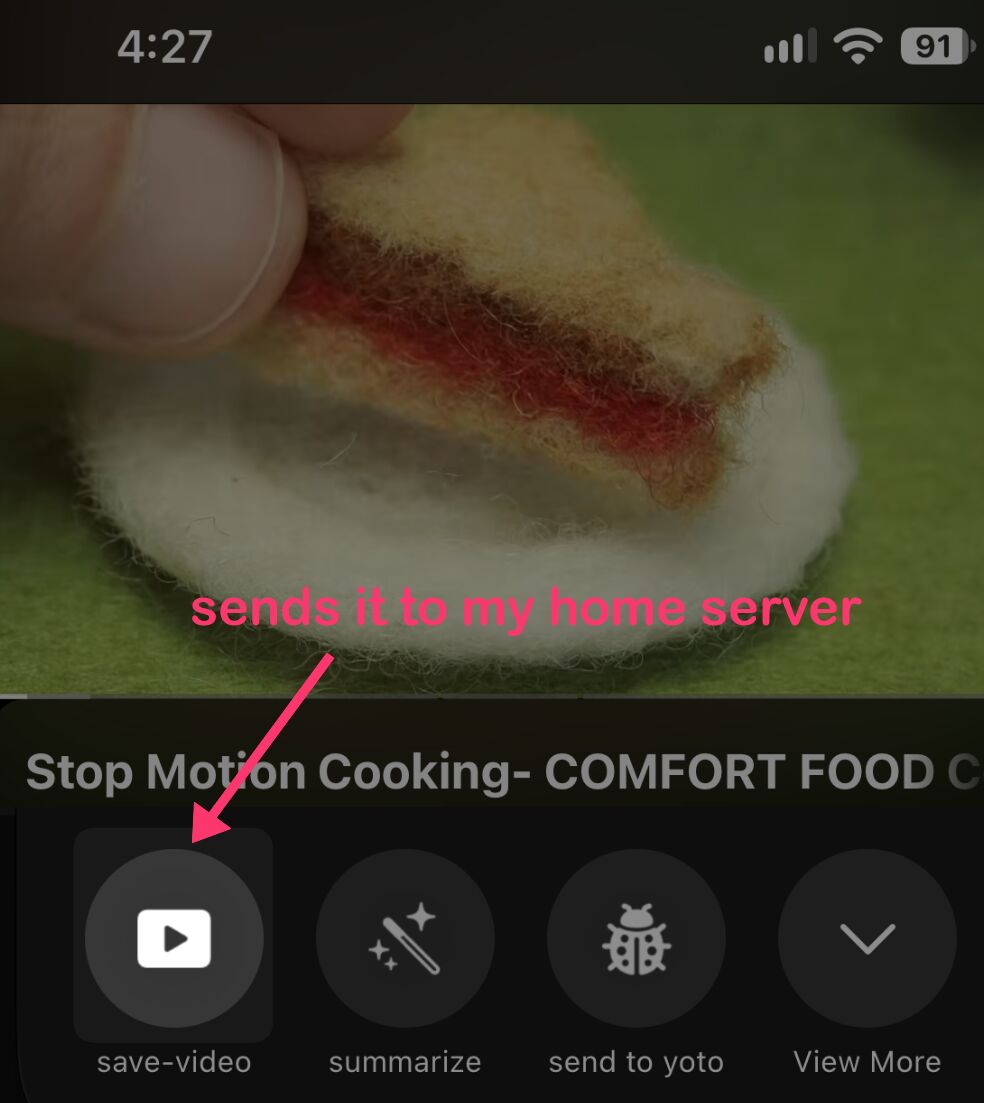 4:27
91
sends it to my home server
Stop Motion Cooking- COMFORT FOOD C
save-video
summarize
send to yoto
View More